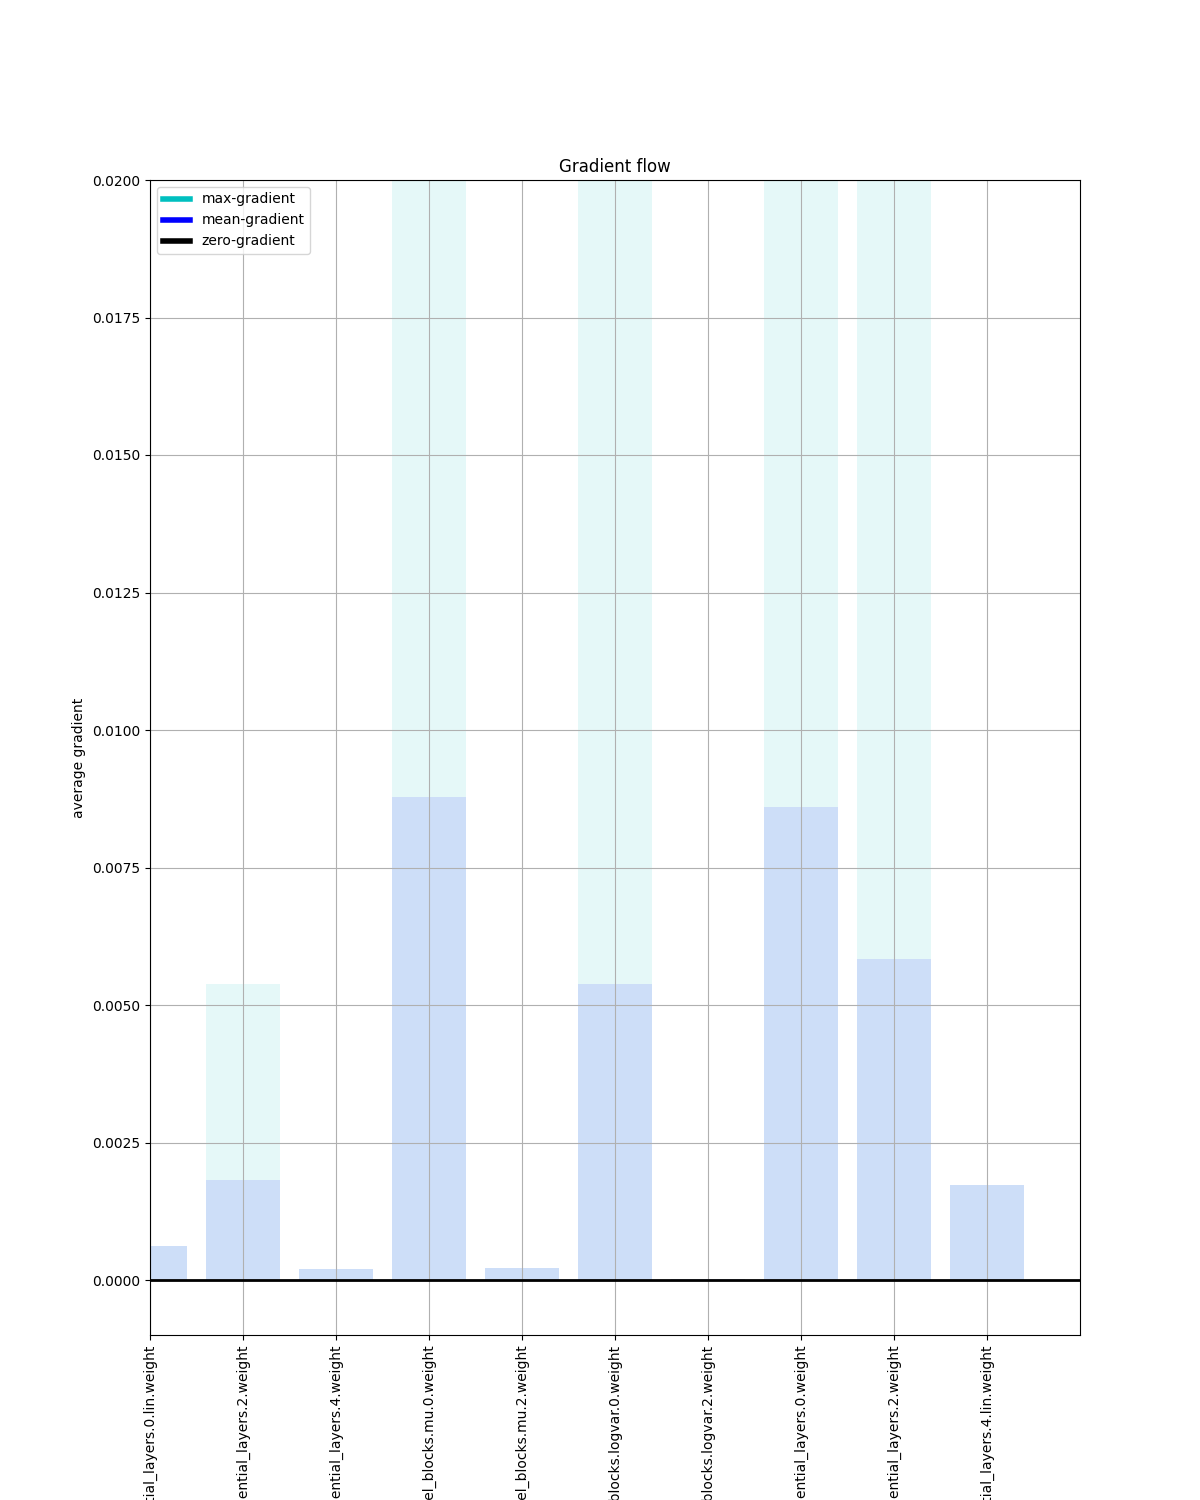 Gradient flow
max-gradient
mean-gradient
zero-gradient
0.0200
0.0175
0.0150
0.0125
0.0100
0.0075
0.0050
0.0025
0.0000
average gradient
tial_layers.0.lin.weight
ential_layers.2.weight
ential_layers.4.weight
el_blocks.mu.0.weight
el_blocks.mu.2.weight
blocks.logvar.0.weight
blocks.logvar.2.weight
ential_layers.0.weight
ential_layers.2.weight
tial_layers.4.lin.weight